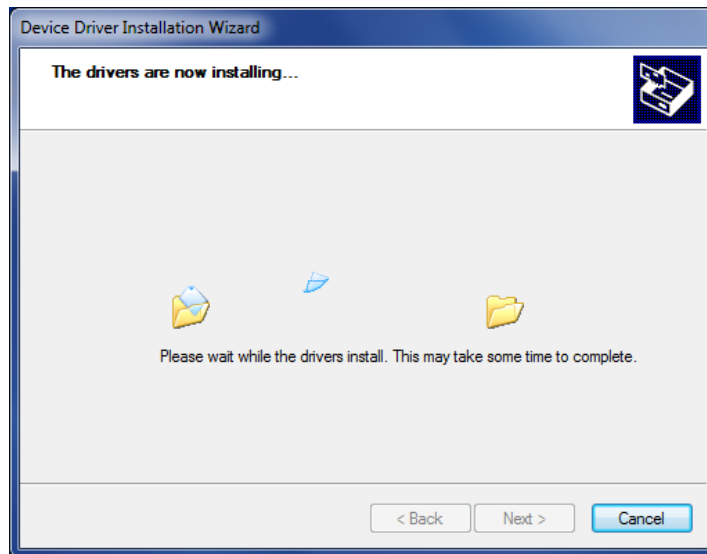 Device Driver Installation Wizard
The drivers are now installing...
Please wait while the drivers install. This may take some time to complete.
< Back
Next >
Cancel